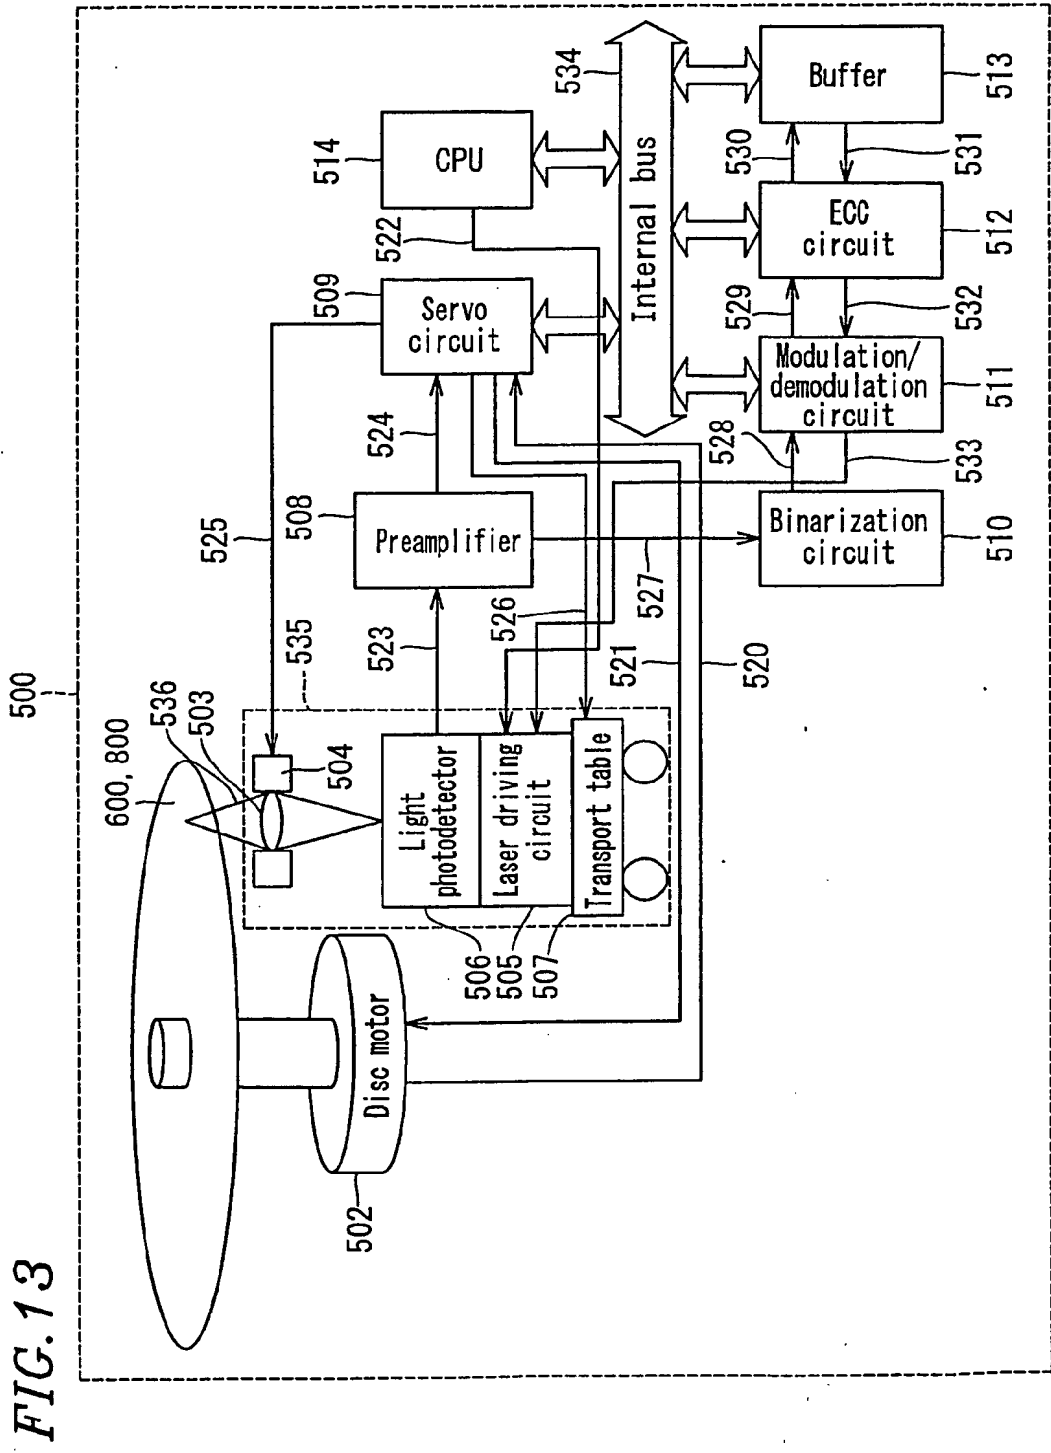 FIG.13
500
600, 800
536
503
504
535
525
Disc motor
502
Light
photodetector
506
Laser driving
circuit
505
Transport table
507
523
Preamplifier
508
524
Servo
circuit
509
CPU
514
522
526
527
521
520
Internal bus
534
Binarization
circuit
510
528
Modulation/
demodulation
circuit
511
533
529
532
ECC
circuit
512
530
531
Buffer
513